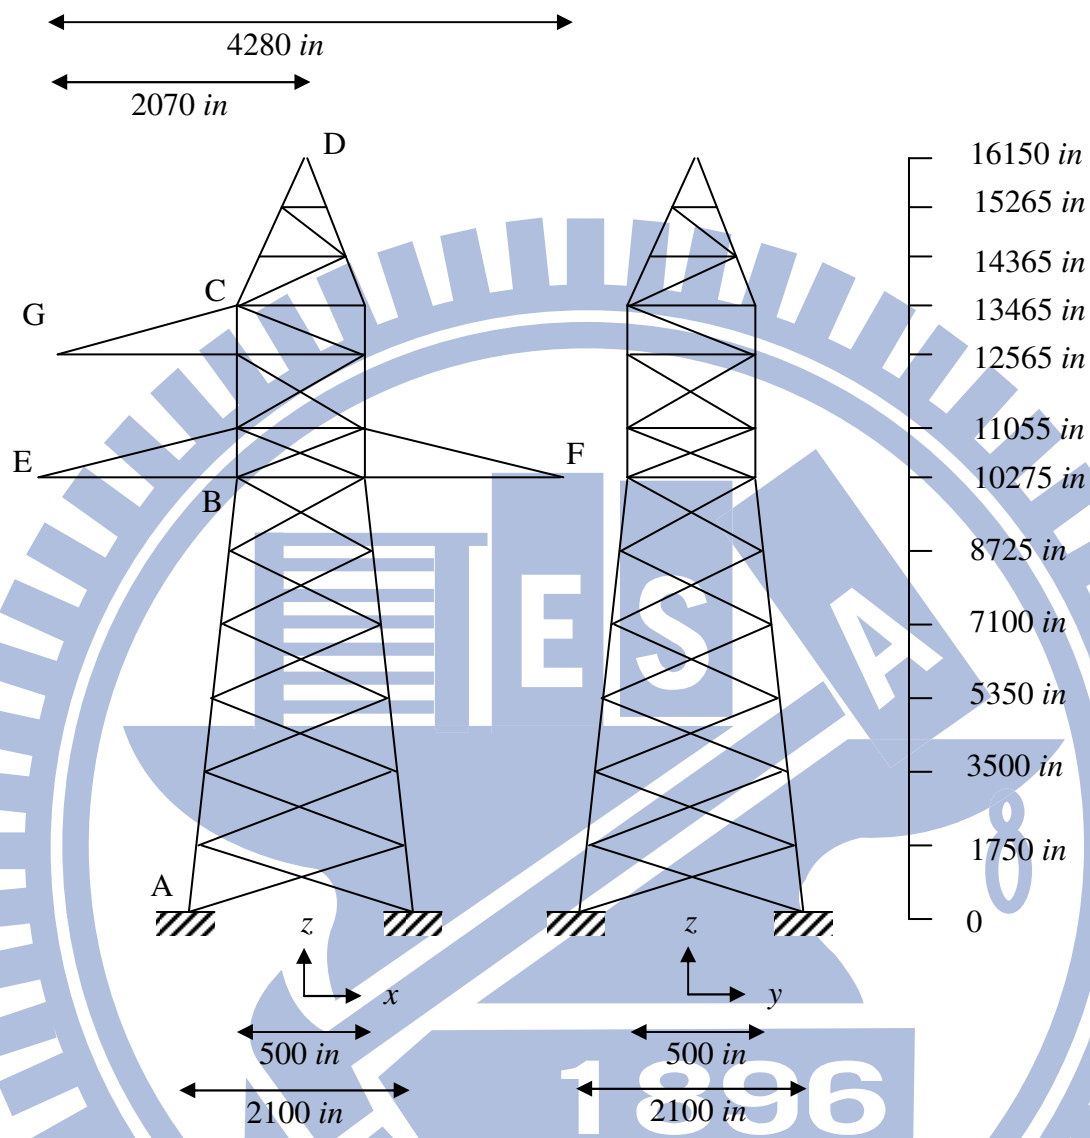 4280 in
2070 in
D
16150 in
15265 in
C
14365 in
G
13465 in
12565 in
11055 in
E
F
10275 in
B
8725 in
ES
A
7100 in
5350 in
3500 in
1750 in
A
z
z
0
x
y
500 in
500 in
1896
2100 in
2100 in